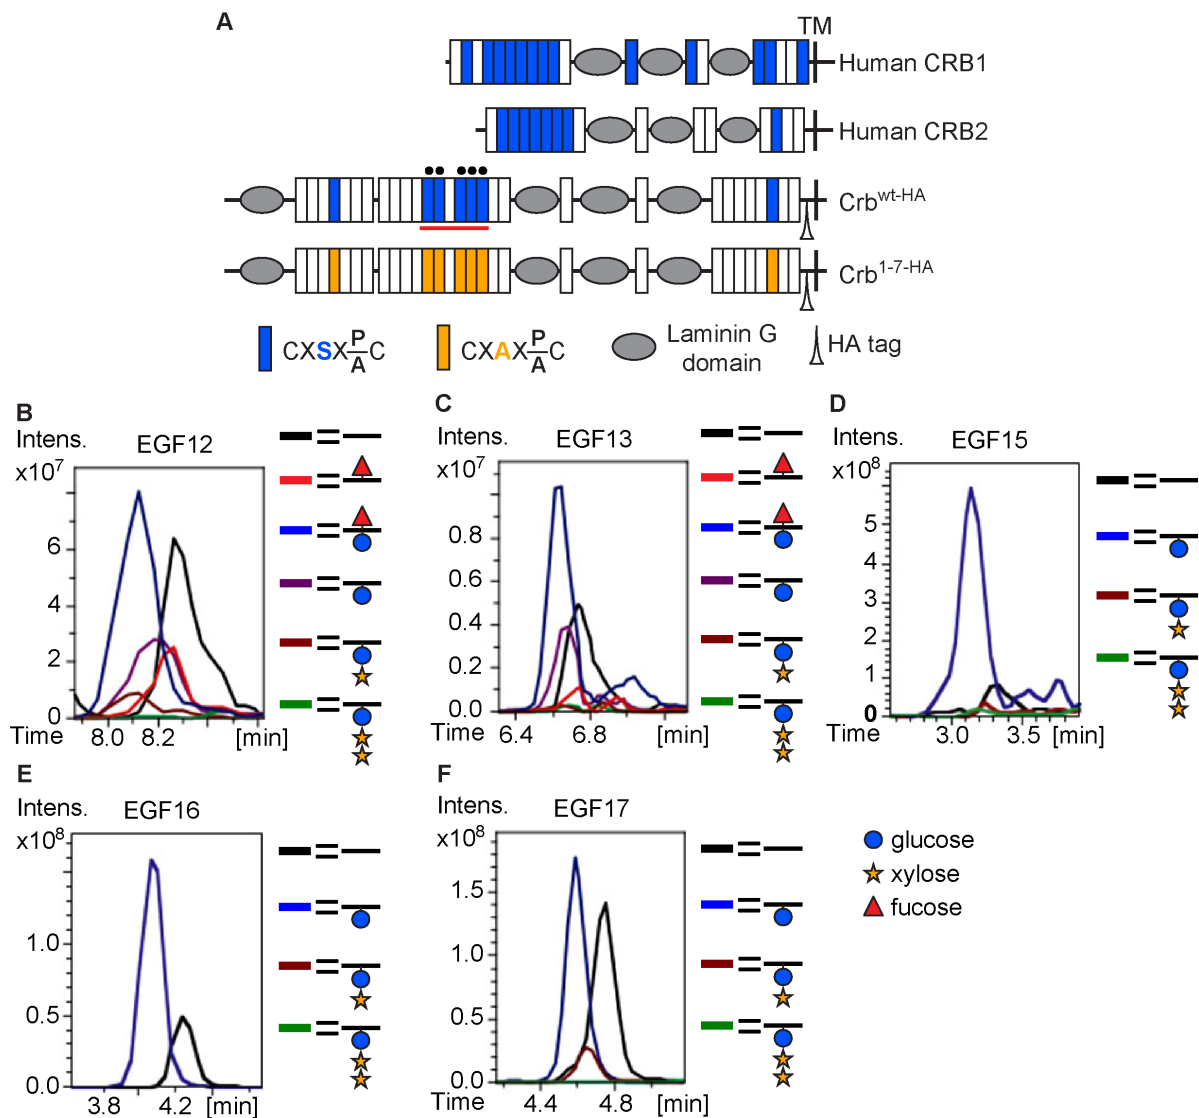 A
TM
Human CRB1
Human CRB2
Crb^wt-HA
Crb^1-7-HA
CXSX P/A C
CXAX P/A C
Laminin G
domain
HA tag
B
Intens.
EGF12
x10^7
6
4
2
0
Time
8.0
8.2
[min]
C
Intens.
EGF13
x10^7
0.8
0.6
0.4
0.2
0.0
Time
6.4
6.8
[min]
D
Intens.
EGF15
x10^8
5
4
3
2
1
0
Time
3.0
3.5
[min]
E
Intens.
EGF16
x10^8
1.0
0.5
0.0
3.8
4.2
[min]
F
Intens.
EGF17
x10^8
1.5
1.0
0.5
0.0
Time
4.4
4.8
[min]
glucose
xylose
fucose